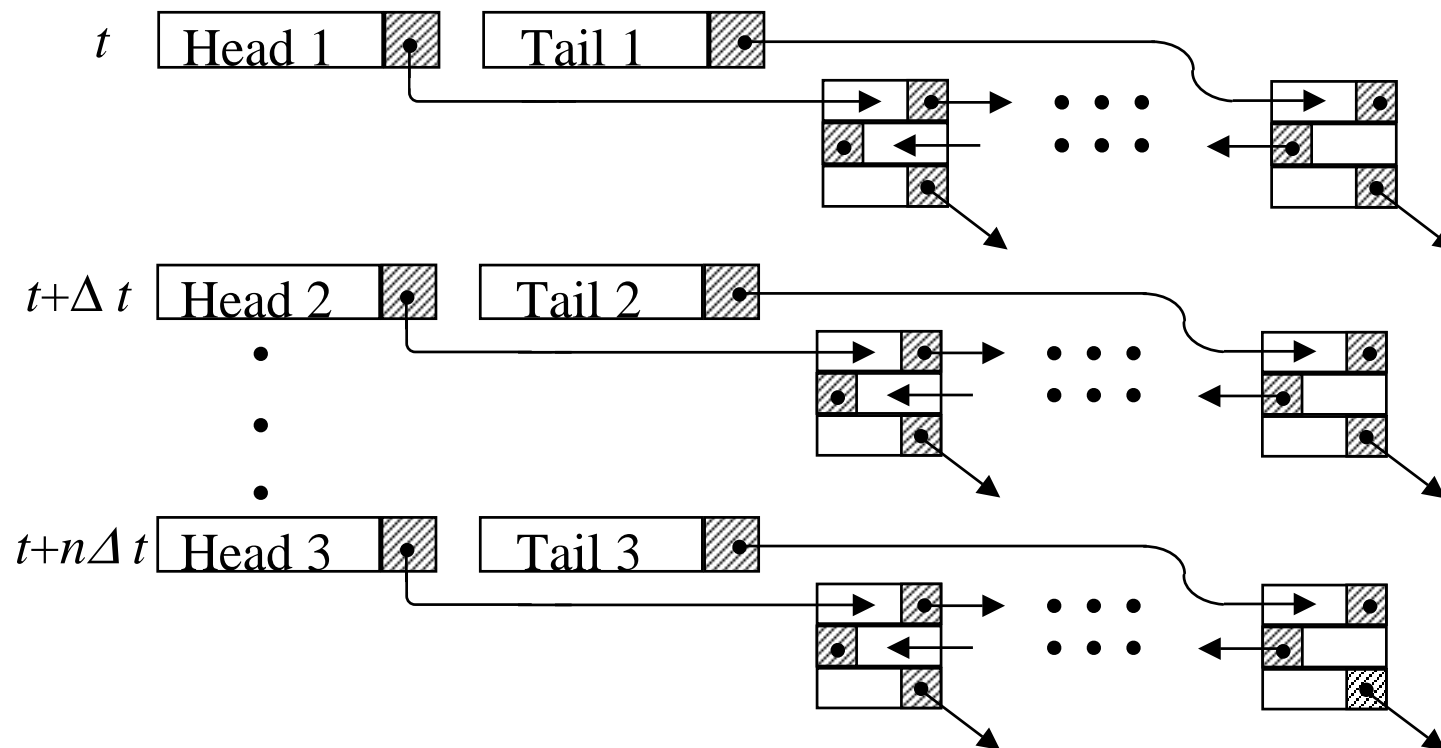 t Head 1 Tail 1
t+Δ t Head 2 Tail 2
t+nΔ t Head 3 Tail 3